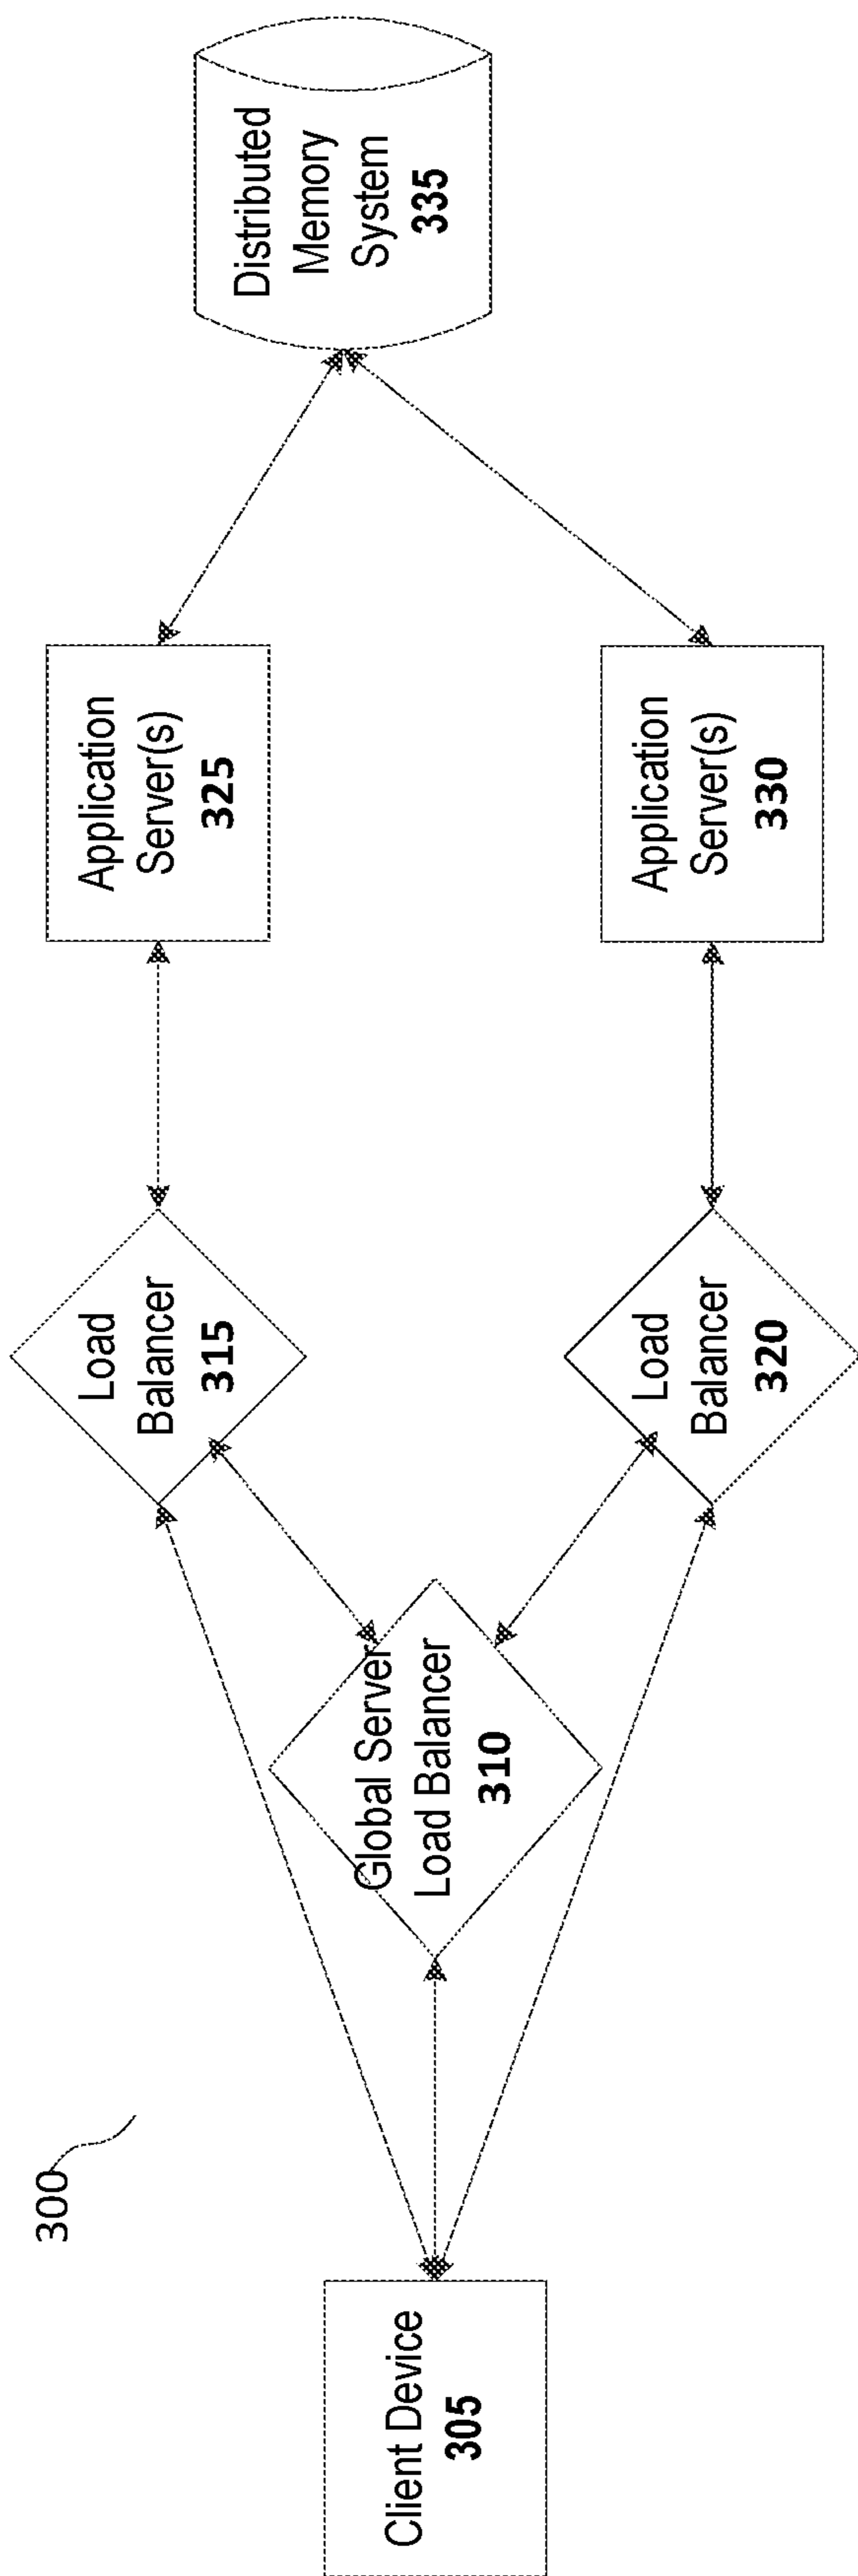 300
Client Device
305
Global Server
Load Balancer
310
Load
Balancer
315
Load
Balancer
320
Application
Server(s)
325
Application
Server(s)
330
Distributed
Memory
System
335